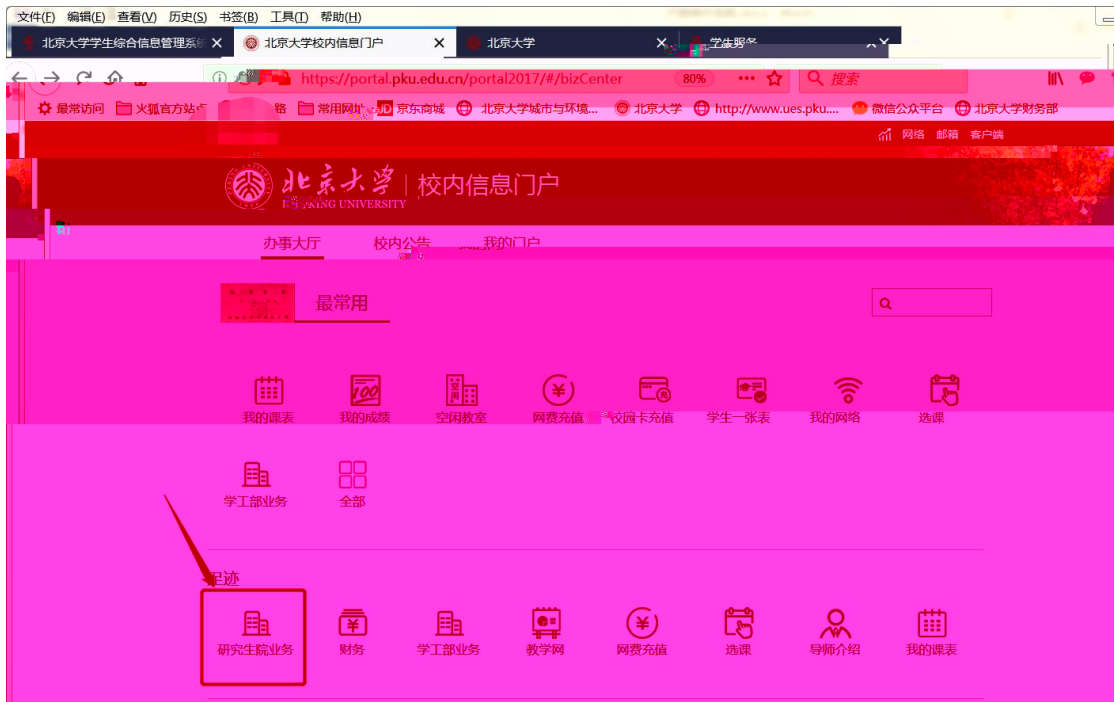 文件(F) 编辑(E) 查看(V) 历史(S) 书签(B) 工具(T) 帮助(H)
北京大学学生综合信息管理系统 北京大学校内信息门户 北京大学 学生服务
https://portal.pku.edu.cn/portal2017/#/bizCenter 80% 搜索
最常访问 火狐官方站点 常用网址 JD 京东商城 北京大学城市与环境... 北京大学 http://www.ues.pku.... 微信公众平台 北京大学财务部
网络 邮箱 客户端
北京大学 校内信息门户
PEKING UNIVERSITY
办事大厅 校内公告 我的门户
最常用
我的课表 我的成绩 空闲教室 网费充值 校园卡充值 学生一张表 我的网络 选课
学工部业务 全部
足迹
研究生院业务 财务 学工部业务 教学网 网费充值 选课 导师介绍 我的课表